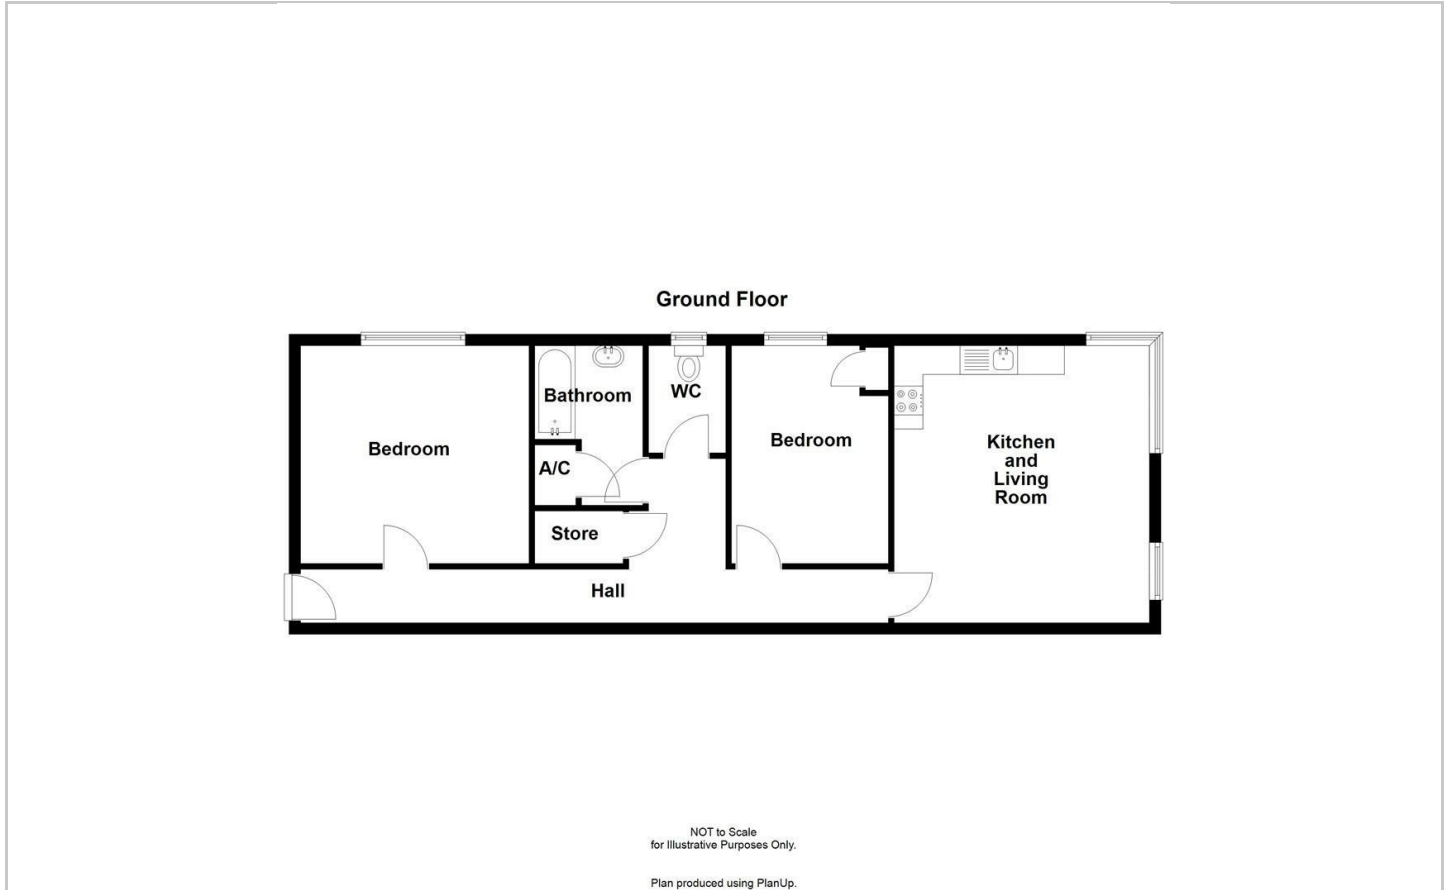 Ground Floor
Bedroom
Bathroom
WC
A/C
Store
Hall
Bedroom
Kitchen
and
Living
Room
NOT to Scale
for Illustrative Purposes Only.
Plan produced using PlanUp.